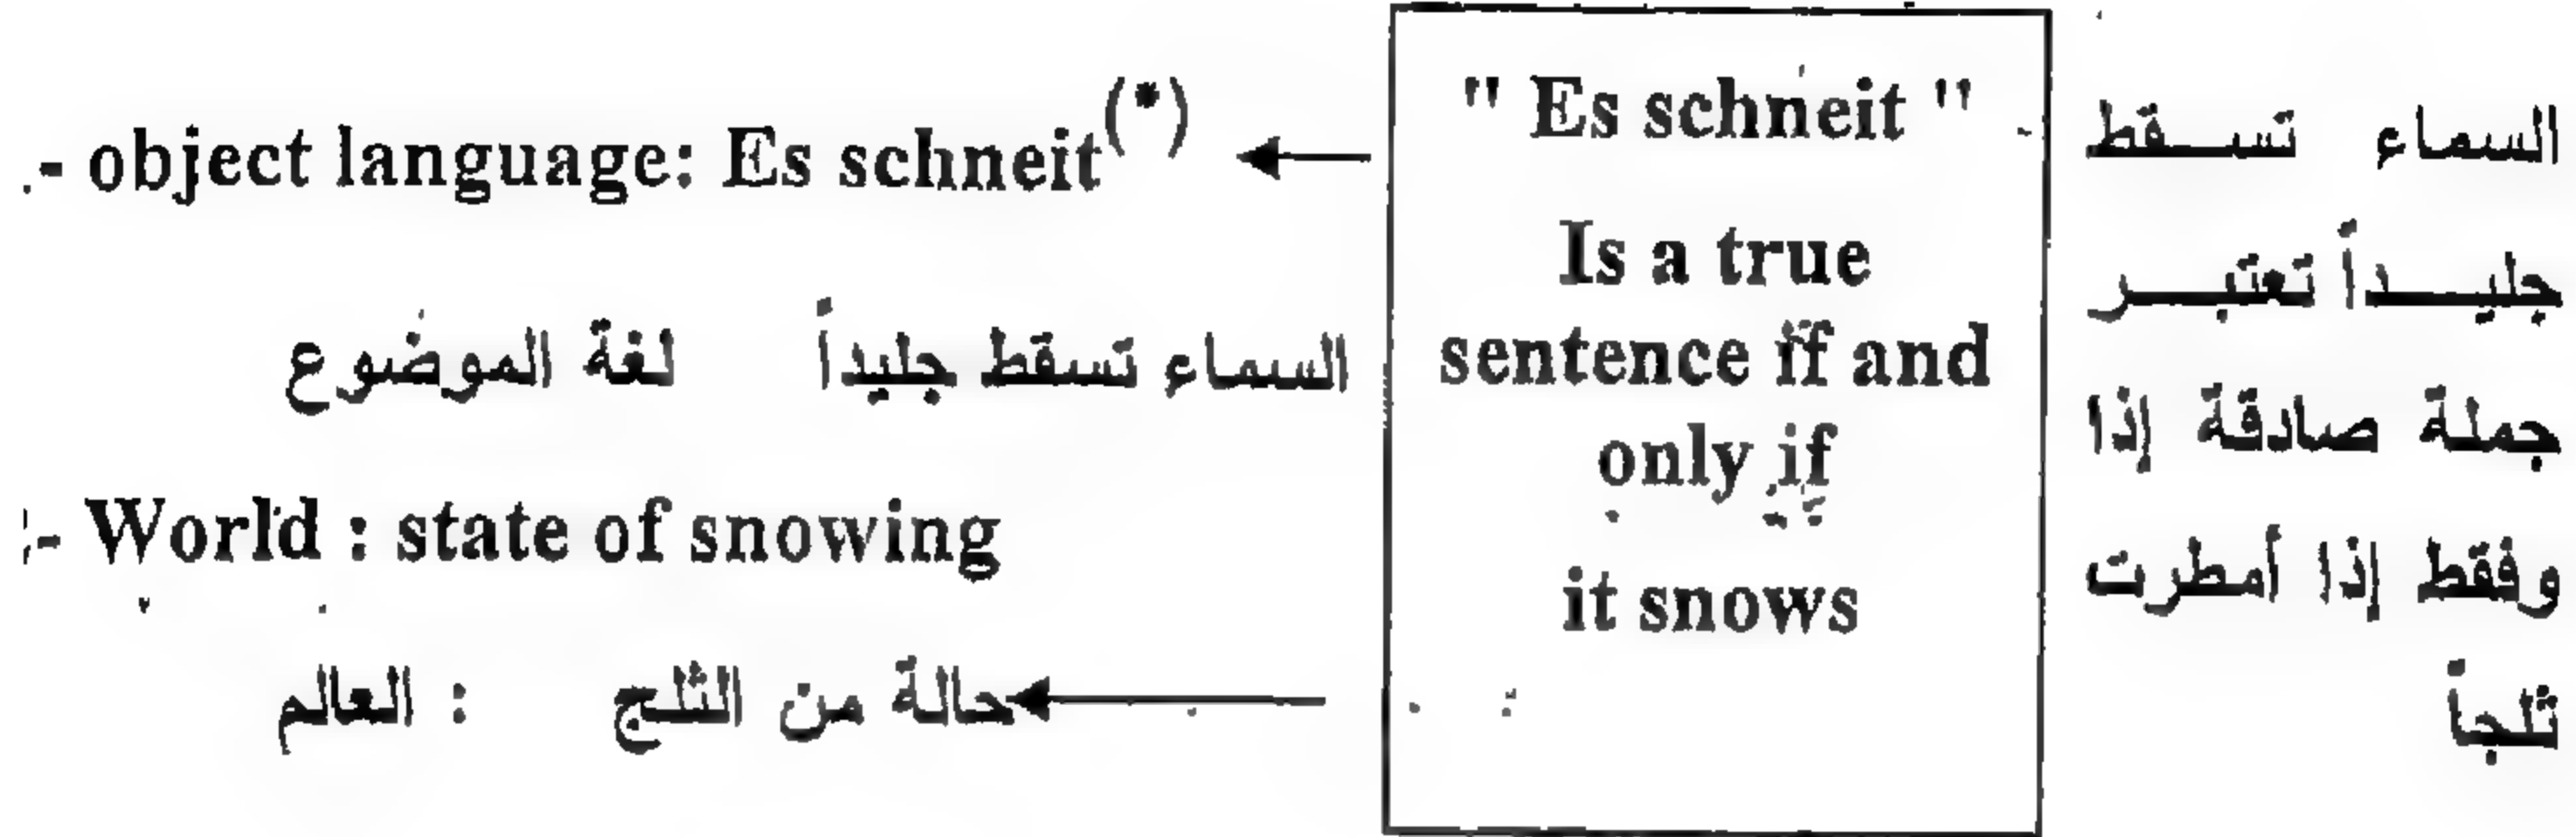 - object language: Es schneit(*)
السماء تسقط جليداً لغة الموضوع
- World : state of snowing
حالة من الثلج : العالم
" Es schneit "
Is a true
sentence if and
only if
it snows
السماء تسقط
جليداً تعتبر
جملة صادقة إذا
وفقط إذا أمطرت
ثلجاً